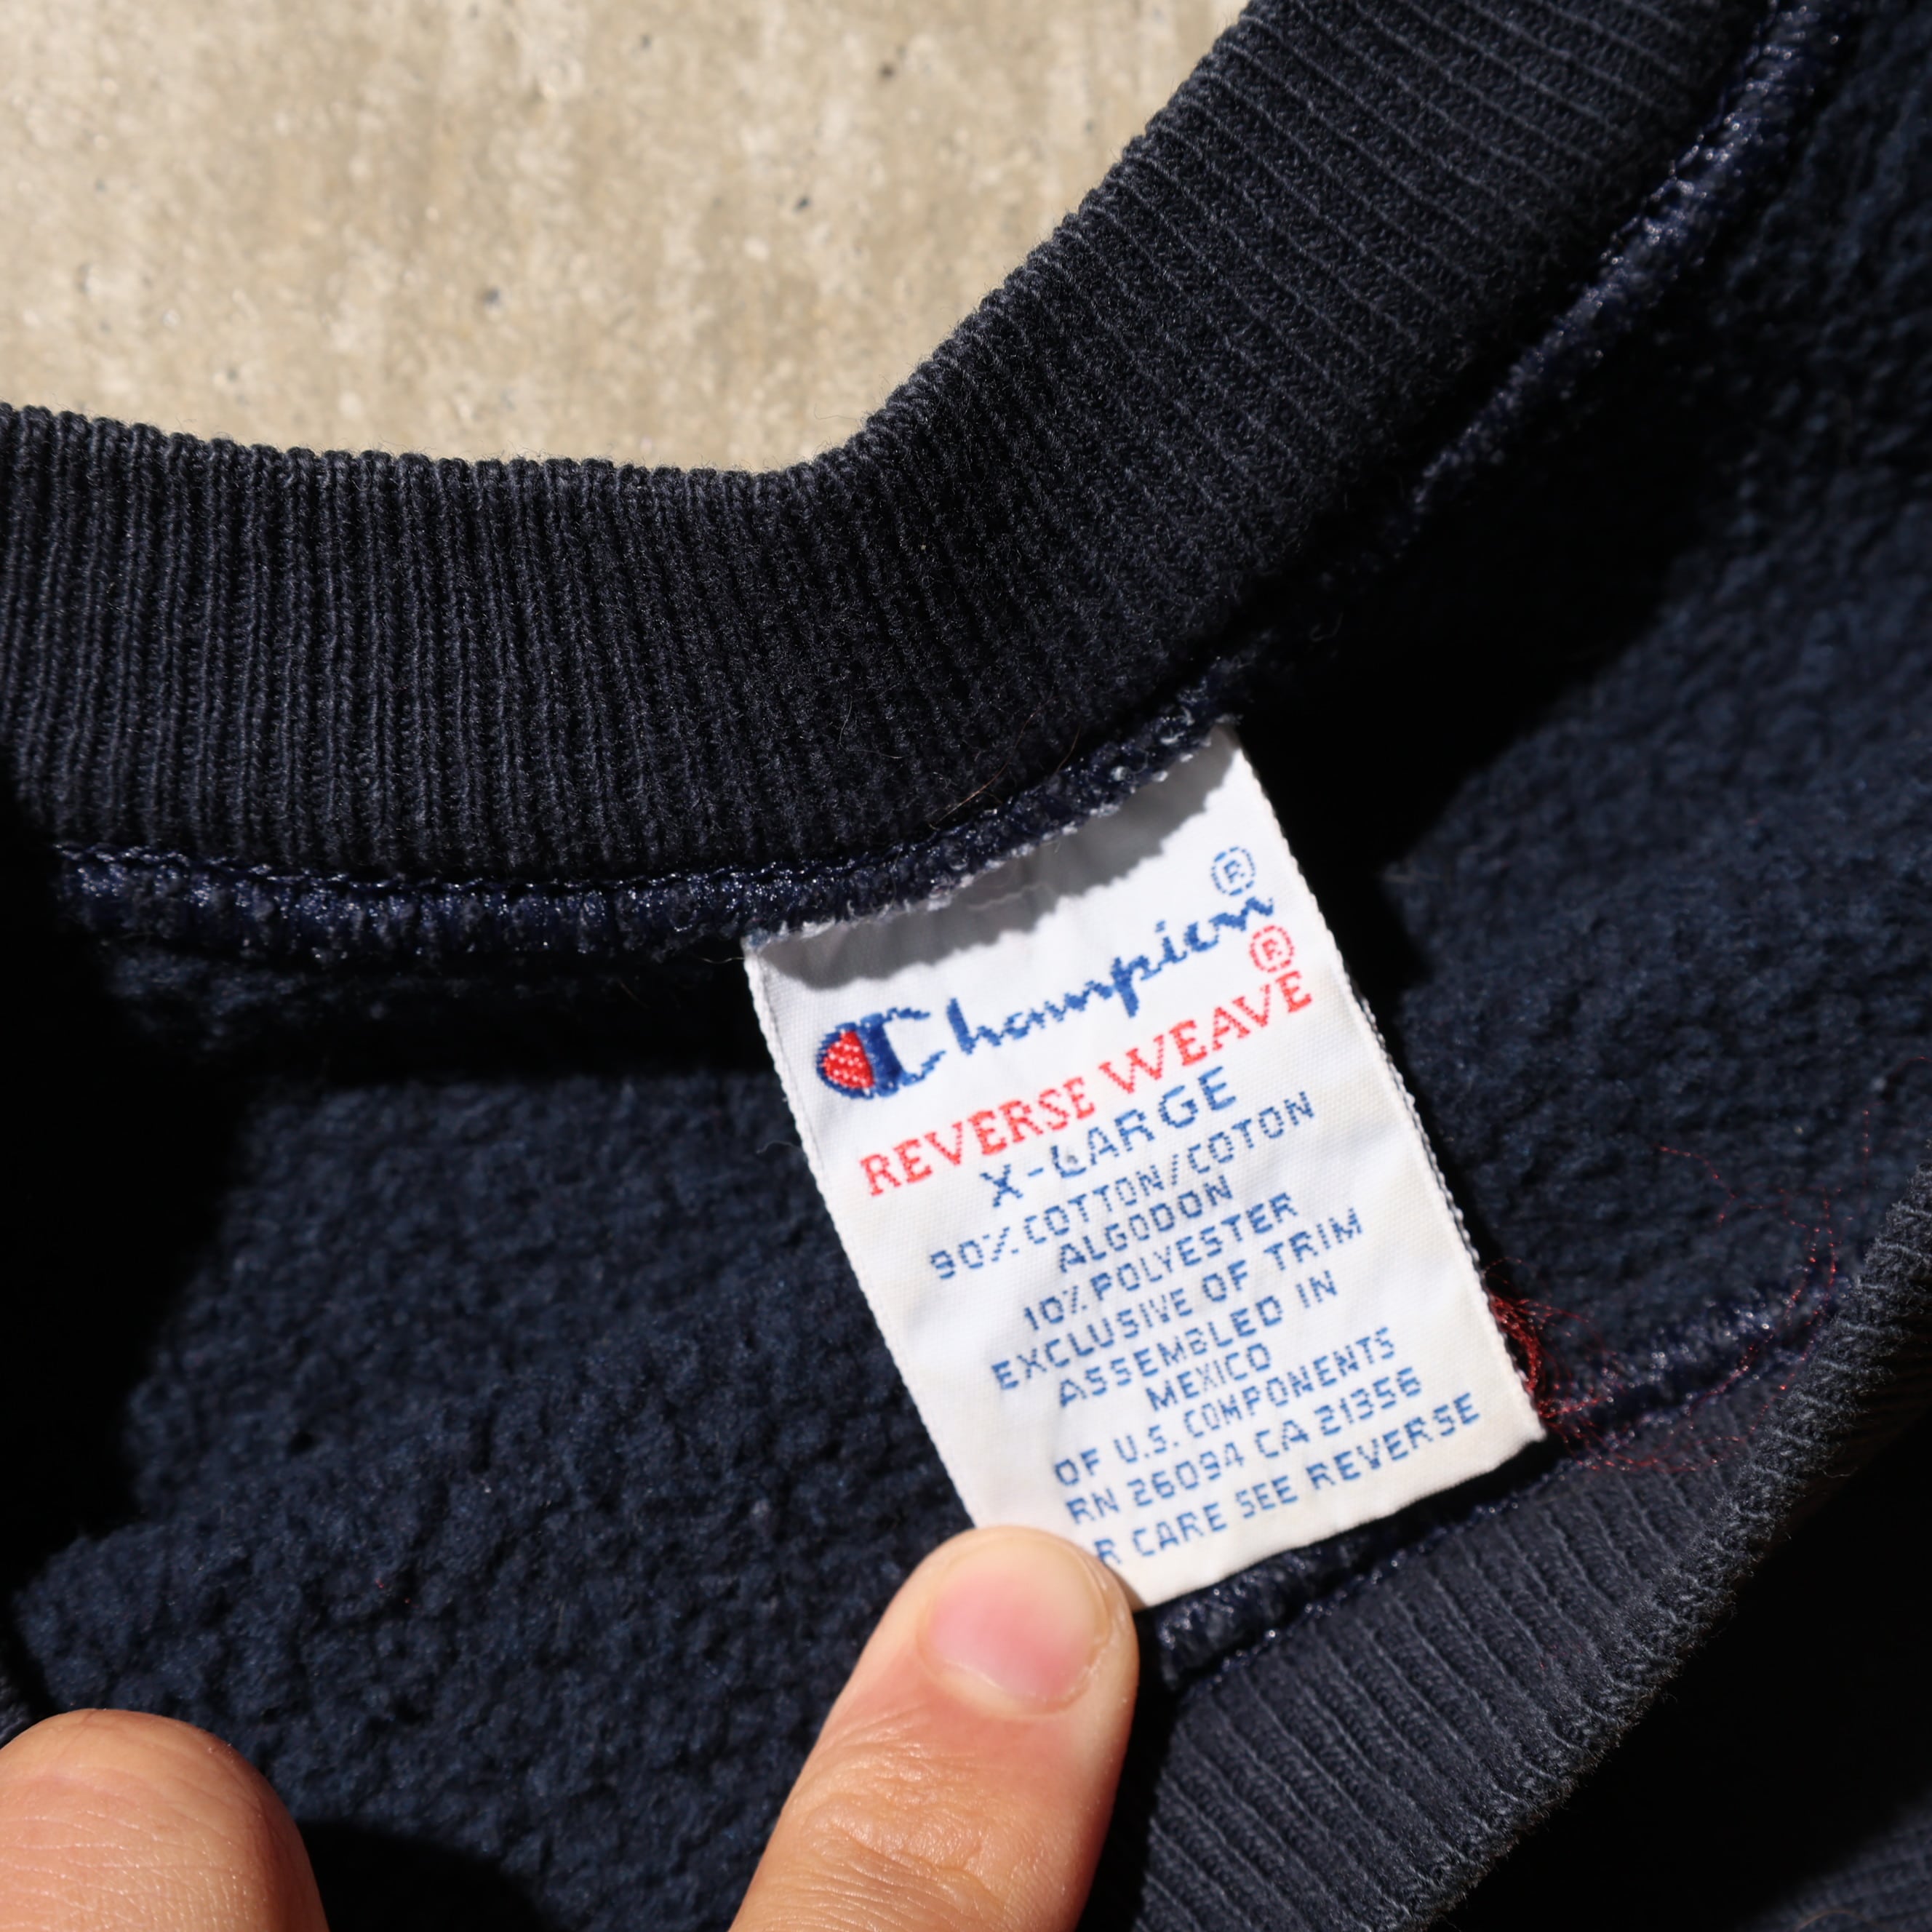 Champion®
REVERSE WEAVE®
X-LARGE
90% COTTON/COTON
ALGODON
10% POLYESTER
EXCLUSIVE OF TRIM
ASSEMBLED IN
MEXICO
OF U.S. COMPONENTS
RN 26094 CA 21356
R CARE SEE REVERSE